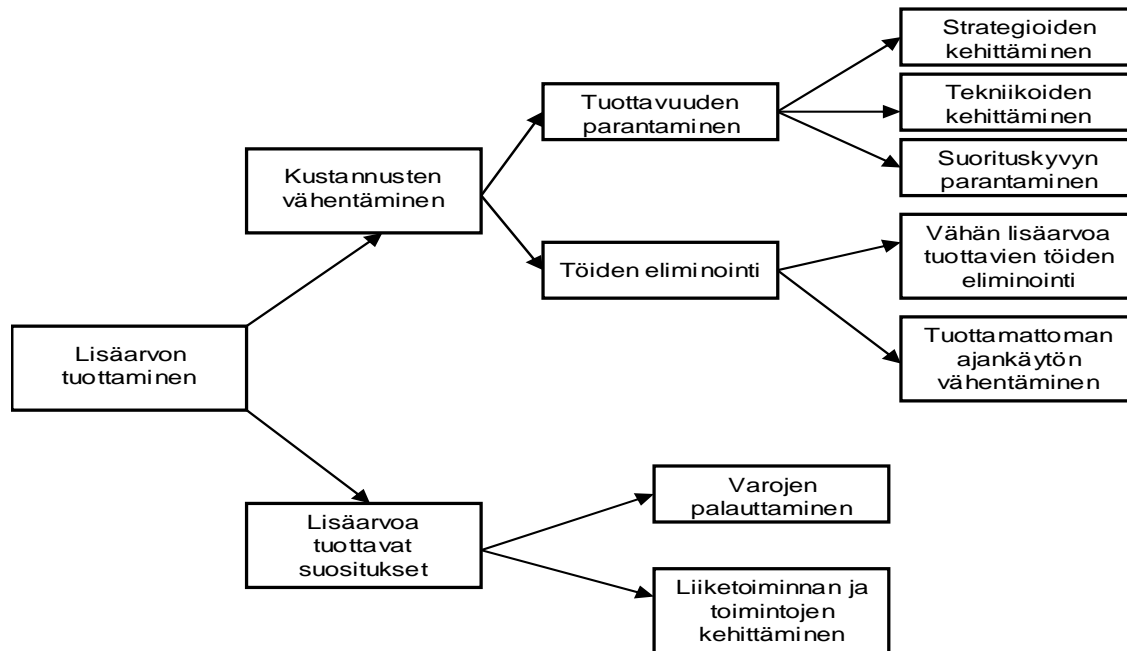 Strategioiden
kehittäminen
Tuottavuuden
parantaminen
Tekniikoiden
kehittäminen
Suorituskyvyn
parantaminen
Kustannusten
vähentäminen
Vähän lisäarvoa
tuottavien töiden
eliminointi
Töiden eliminointi
Tuottamattoman
ajankäytön
vähentäminen
Lisäarvon
tuottaminen
Varojen
palauttaminen
Lisäarvoa
tuottavat
suositukset
Liiketoiminnan ja
toimintojen
kehittäminen